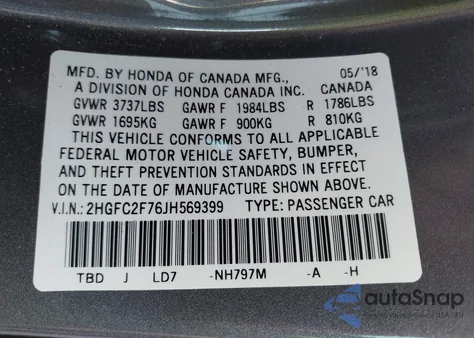 MFD. BY HONDA OF CANADA MFG., 05/'18
A DIVISION OF HONDA CANADA INC. CANADA
GVWR 3737LBS GAWR F 1984LBS R 1786LBS
GVWR 1695KG GAWR F 900KG R 810KG
THIS VEHICLE CONFORMS TO ALL APPLICABLE
FEDERAL MOTOR VEHICLE SAFETY, BUMPER,
AND THEFT PREVENTION STANDARDS IN EFFECT
ON THE DATE OF MANUFACTURE SHOWN ABOVE.
V.I.N.: 2HGFC2F76JH569399 TYPE: PASSENGER CAR
TBD J LD7 -NH797M -A -H
autoSnap